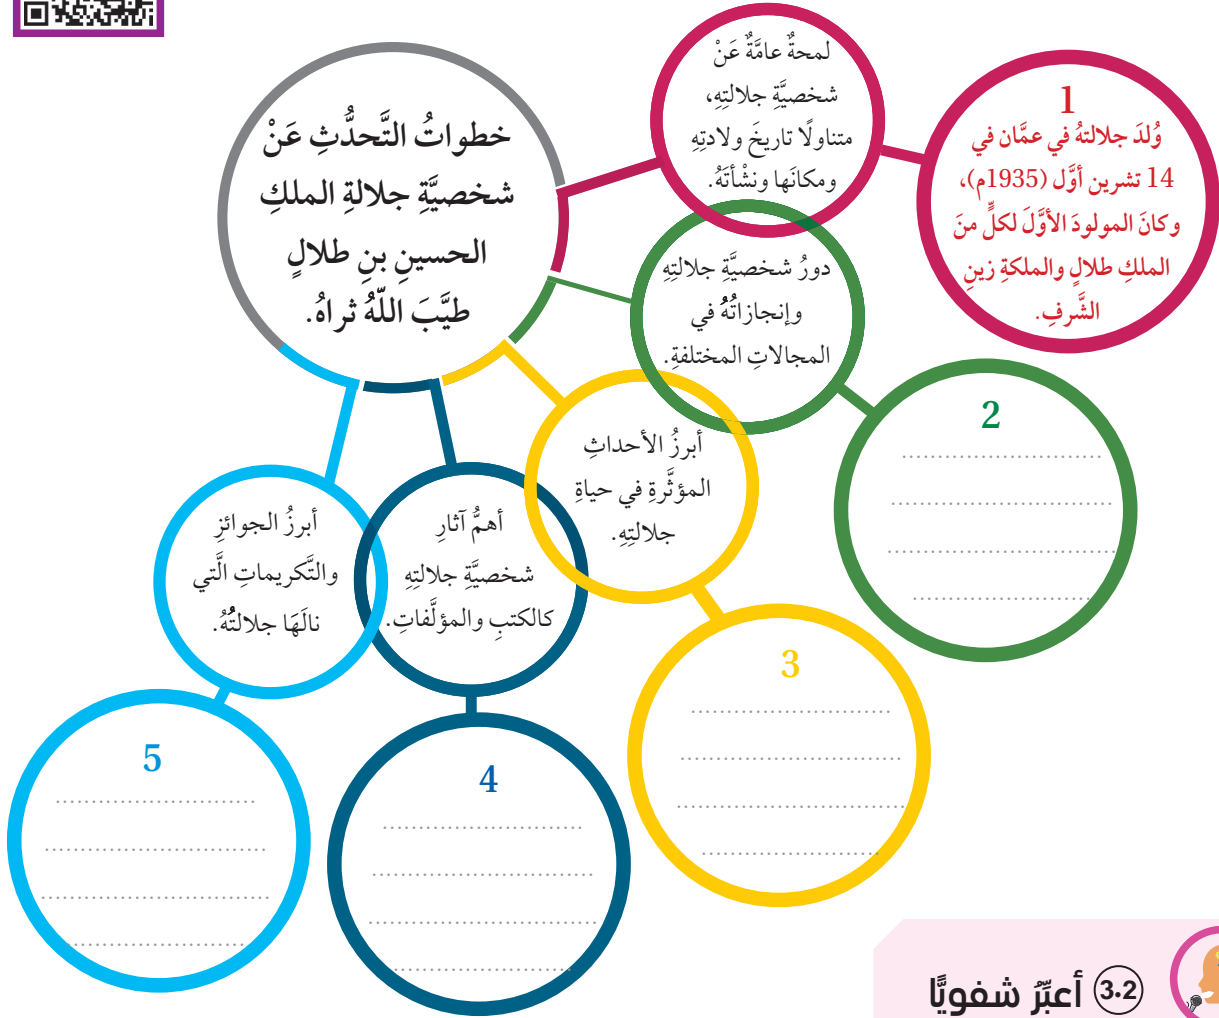 خطواتُ التَّحدُّثِ عَنْ
شخصيَّةِ جلالةِ الملكِ
الحسينِ بنِ طلالٍ
طيَّبَ اللّهُ ثراهُ.
لمحةٌ عامَّةٌ عَنْ
شخصيَّةِ جلالتِهِ،
متناولًا تاريخَ ولادتِهِ
ومكانَها ونشْأتَهُ.
1
وُلدَ جلالتهُ في عمَّان في
14 تشرين أوَّل (1935م)،
وكانَ المولودَ الأوَّلَ لكلٍّ منَ
الملكِ طلالٍ والملكةِ زينِ
الشَّرفِ.
دورُ شخصيَّةِ جلالتِهِ
وإنجازاتُهُ في
المجالاتِ المختلفةِ.
2
أبرزُ الأحداثِ
المؤثَّرةِ في حياةِ
جلالتِهِ.
3
أهمُّ آثارِ
شخصيَّةِ جلالتِهِ
كالكتبِ والمؤلَّفاتِ.
4
أبرزُ الجوائزِ
والتَّكريماتِ الَّتي
نالَهَا جلالتُهُ.
5
3.2 أعبِّرُ شفويًّا